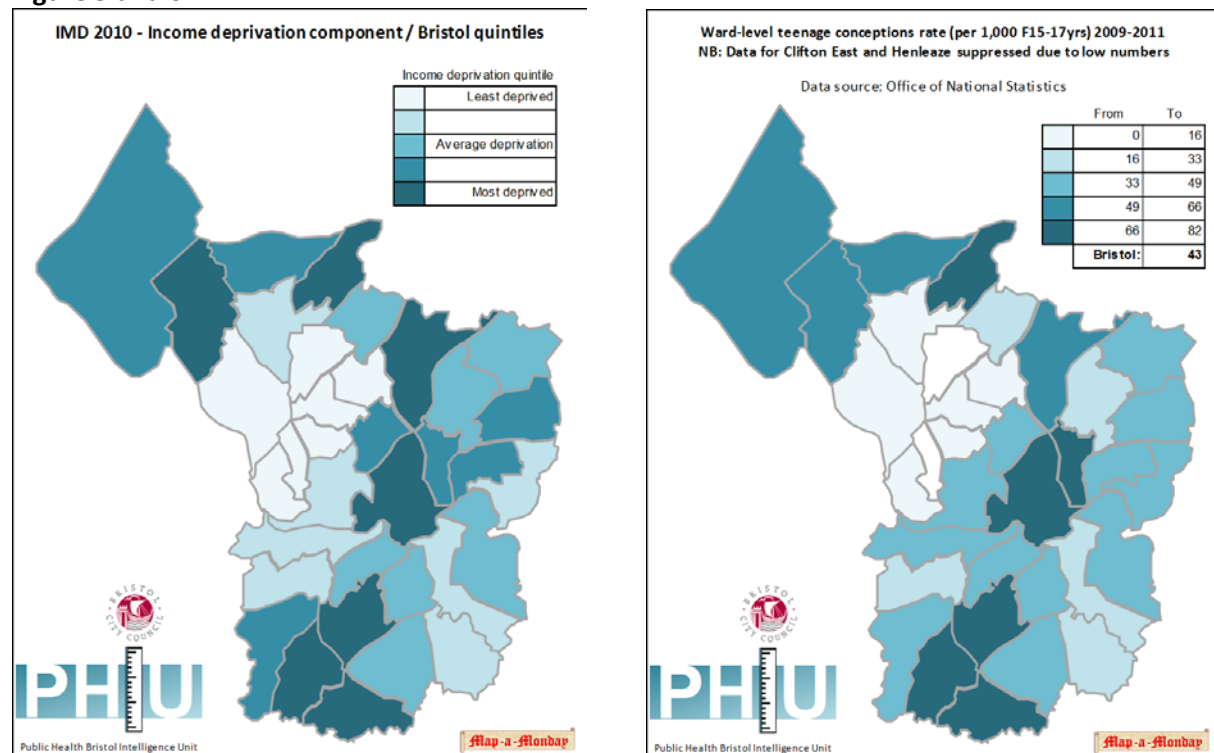 IMD 2010 - Income deprivation component / Bristol quintiles
Income deprivation quintile
Least deprived
Average deprivation
Most deprived
BRISTOL
CITY COUNCIL
PHIU
Public Health Bristol Intelligence Unit
Map-a-Monday
Ward-level teenage conceptions rate (per 1,000 F15-17yrs) 2009-2011
NB: Data for Clifton East and Henleaze suppressed due to low numbers
Data source: Office of National Statistics
From To
0 16
16 33
33 49
49 66
66 82
Bristol: 43
BRISTOL
CITY COUNCIL
PHIU
Public Health Bristol Intelligence Unit
Map-a-Monday